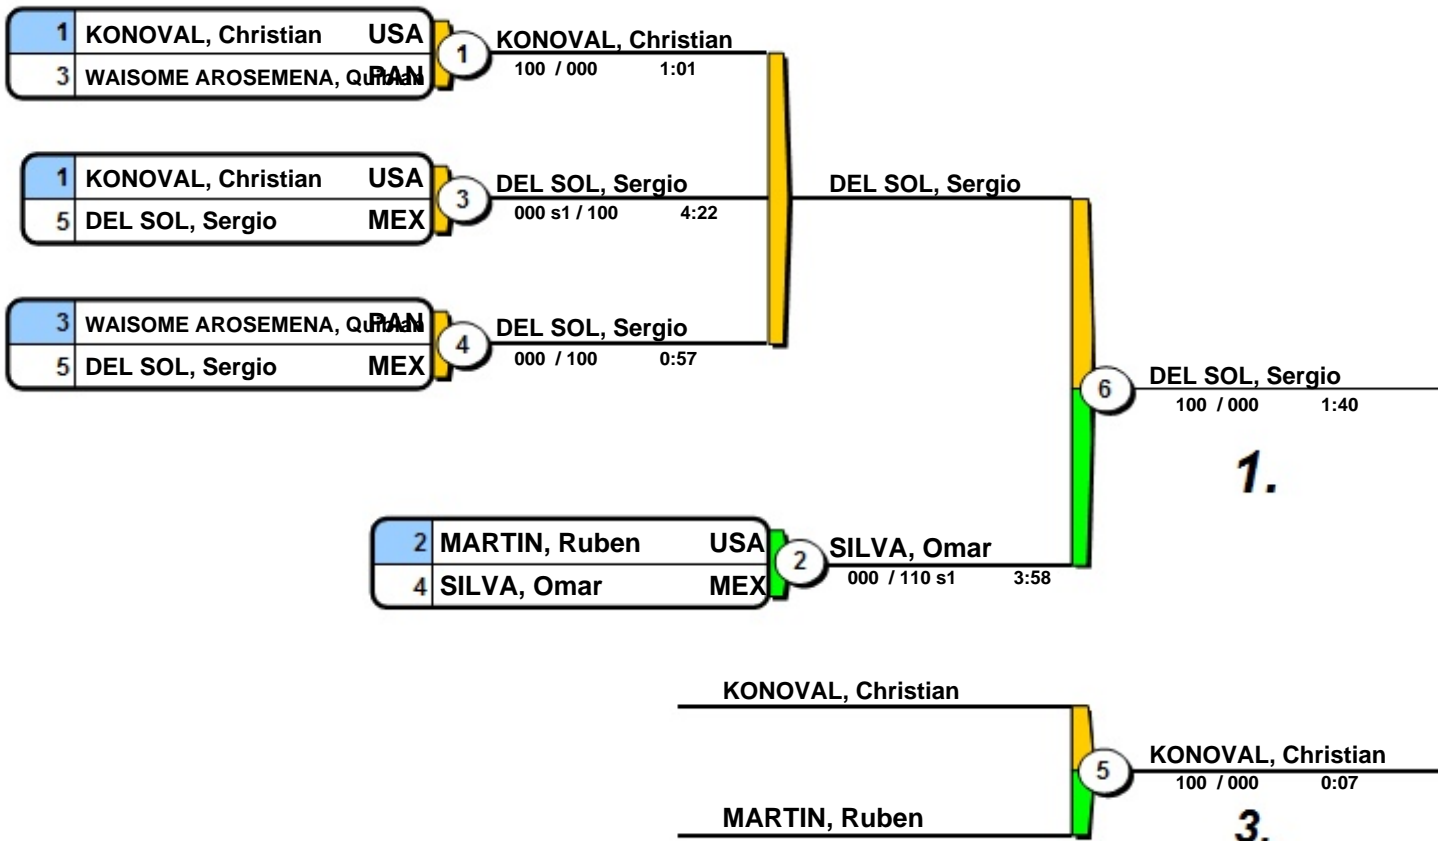 1 KONOVAL, Christian USA
3 WAISOME AROSEMENA, PAN
1
KONOVAL, Christian
100 / 000 1:01
1 KONOVAL, Christian USA
5 DEL SOL, Sergio MEX
3
DEL SOL, Sergio
000 s1 / 100 4:22
DEL SOL, Sergio
3 WAISOME AROSEMENA, PAN
5 DEL SOL, Sergio MEX
4
DEL SOL, Sergio
000 / 100 0:57
6
DEL SOL, Sergio
100 / 000 1:40
1.
2 MARTIN, Ruben USA
4 SILVA, Omar MEX
2
SILVA, Omar
000 / 110 s1 3:58
KONOVAL, Christian
MARTIN, Ruben
5
KONOVAL, Christian
100 / 000 0:07
3.